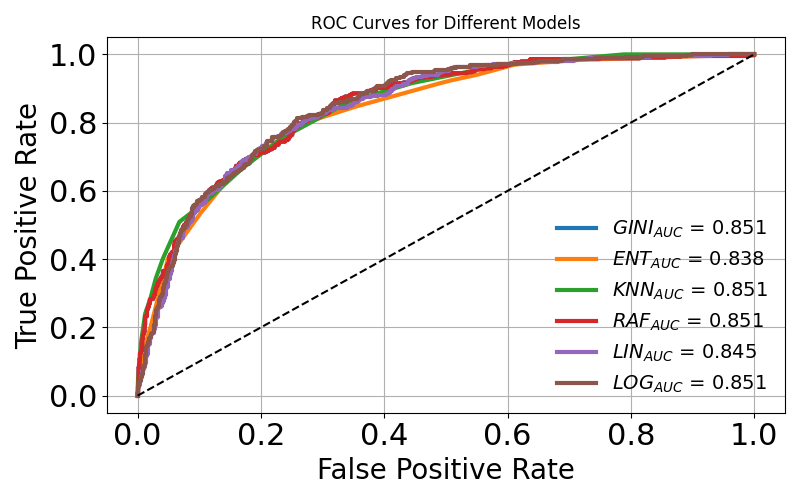 ROC Curves for Different Models
True Positive Rate
1.0
0.8
0.6
0.4
0.2
0.0
GINI_AUC = 0.851
ENT_AUC = 0.838
KNN_AUC = 0.851
RAF_AUC = 0.851
LIN_AUC = 0.845
LOG_AUC = 0.851
0.0 0.2 0.4 0.6 0.8 1.0
False Positive Rate